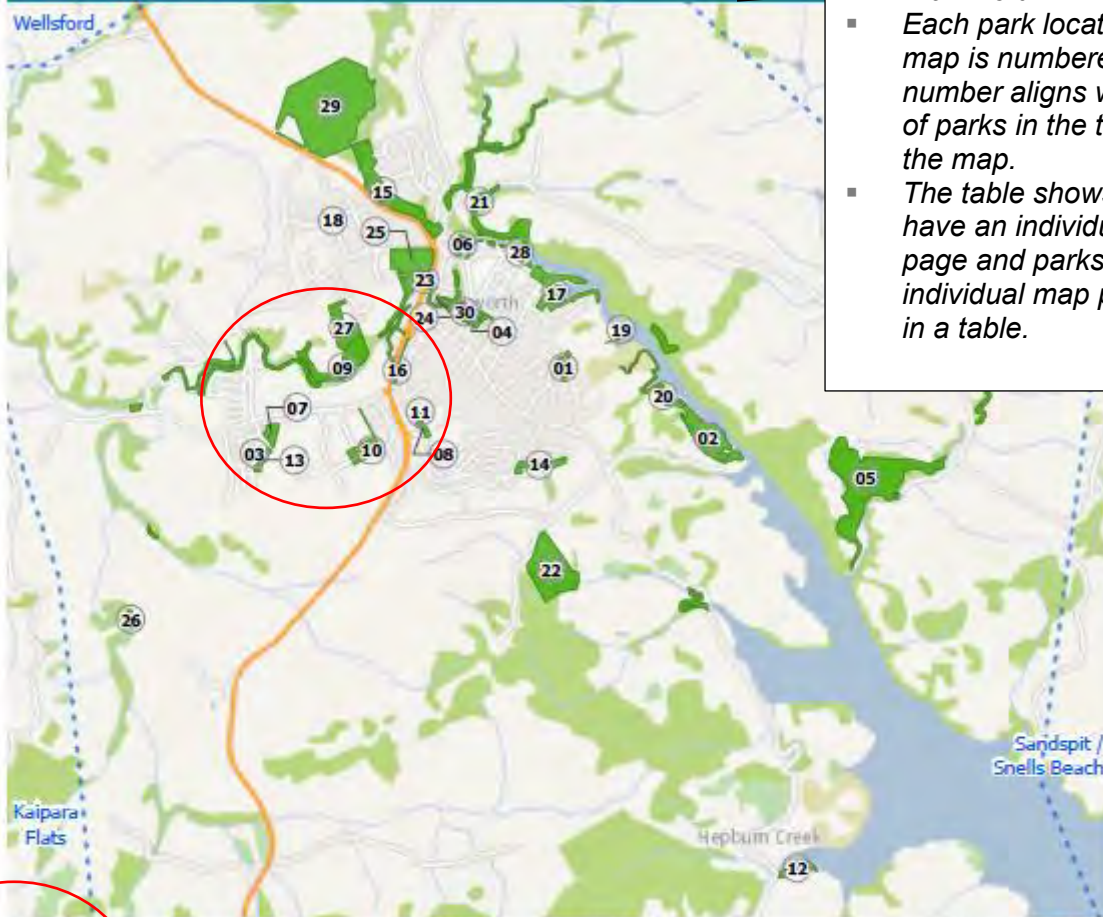 Wellsford
▪ Each park locat
map is numbere
number aligns w
of parks in the t
the map.
▪ The table show
have an individu
page and parks
individual map p
in a table.
29
15
21
18
25
06
28
23
17
worth
24
30
04
19
27
09
16
01
20
07
11
02
03
13
10
08
14
05
22
26
Sandspit /
Snells Beach
Kaipara
Flats
Hepburn Creek
12